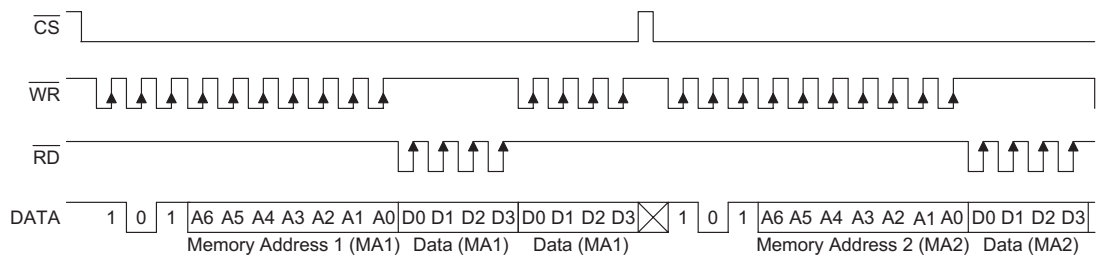 CS
WR
RD
DATA 1 0 1 A6 A5 A4 A3 A2 A1 A0 D0 D1 D2 D3 D0 D1 D2 D3 1 0 1 A6 A5 A4 A3 A2 A1 A0 D0 D1 D2 D3
Memory Address 1 (MA1) Data (MA1) Data (MA1) Memory Address 2 (MA2) Data (MA2)